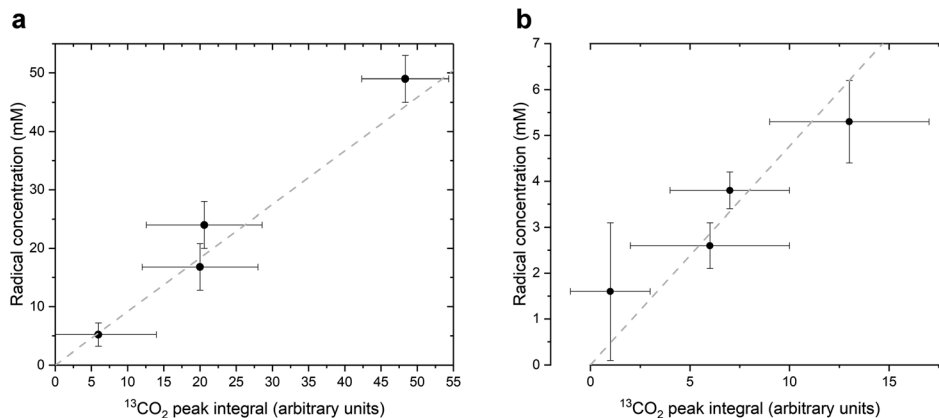 a
Radical concentration (mM)
50
40
30
20
10
0
0 5 10 15 20 25 30 35 40 45 50 55
¹³CO₂ peak integral (arbitrary units)
b
Radical concentration (mM)
7
6
5
4
3
2
1
0
0 5 10 15
¹³CO₂ peak integral (arbitrary units)